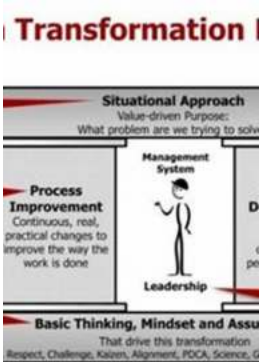 Transformation
Situational Approach
Value-driven Purpose:
What problem are we trying to solve
Management
System
Process
Improvement
Continuous, real,
practical changes to
improve the way the
work is done
Leadership
Basic Thinking, Mindset and Assu
That drive this transformation
Respect, Challenge, Kaizen, Alignment, PDCA, Science,